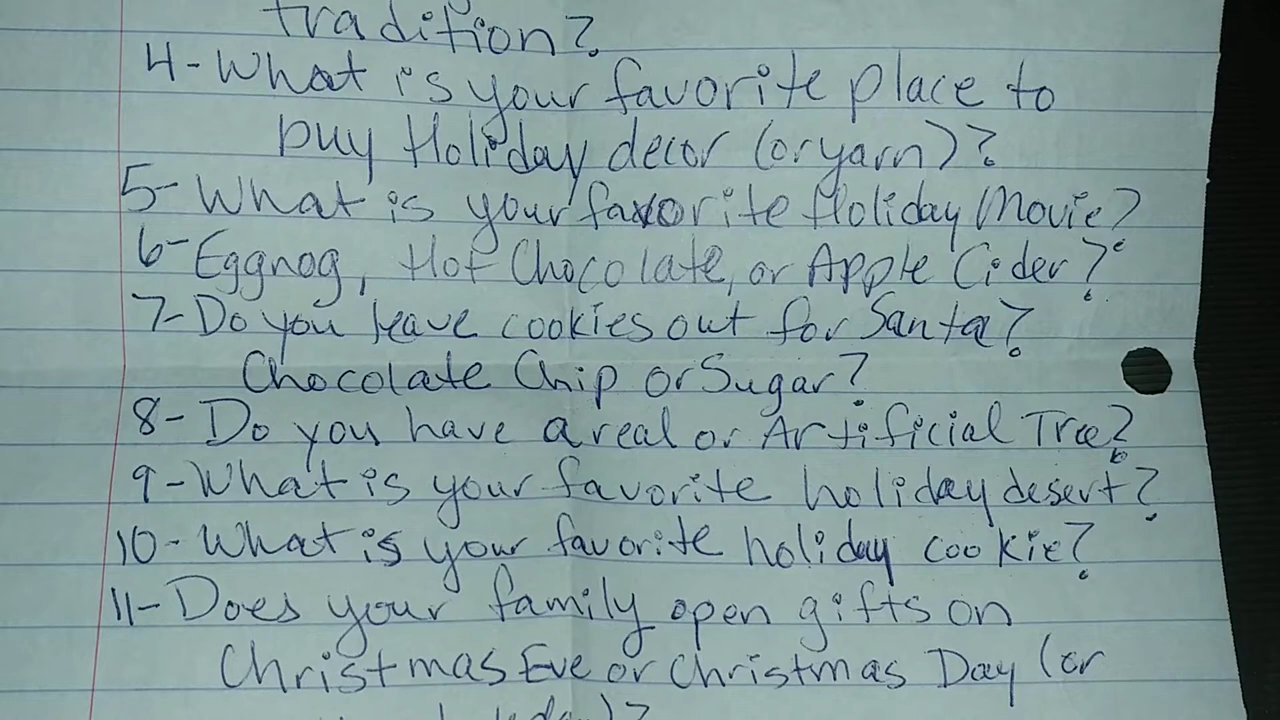 tradition?
4-What is your favorite place to
buy Holiday decor (or yarn)?
5-What is your favorite Holiday Movie?
6-Eggnog, Hot Chocolate, or Apple Cider?
7-Do you leave cookies out for Santa?
Chocolate Chip or Sugar?
8-Do you have a real or Artificial Tree?
9-What is your favorite holiday desert?
10-What is your favorite holiday cookie?
11-Does your family open gifts on
Christmas Eve or Christmas Day (or